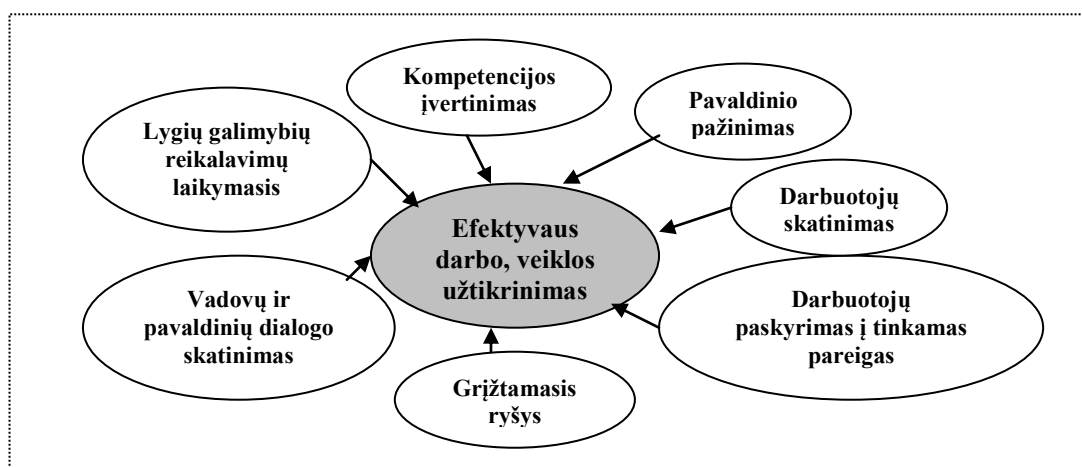 Kompetencijos
įvertinimas
Pavaldinio
pažinimas
Lygių galimybių
reikalavimų
laikymasis
Darbuotojų
skatinimas
Efektyvaus
darbo, veiklos
užtikrinimas
Vadovų ir
pavaldinių dialogo
skatinimas
Darbuotojų
paskyrimas į tinkamas
pareigas
Grįžtamasis
ryšys